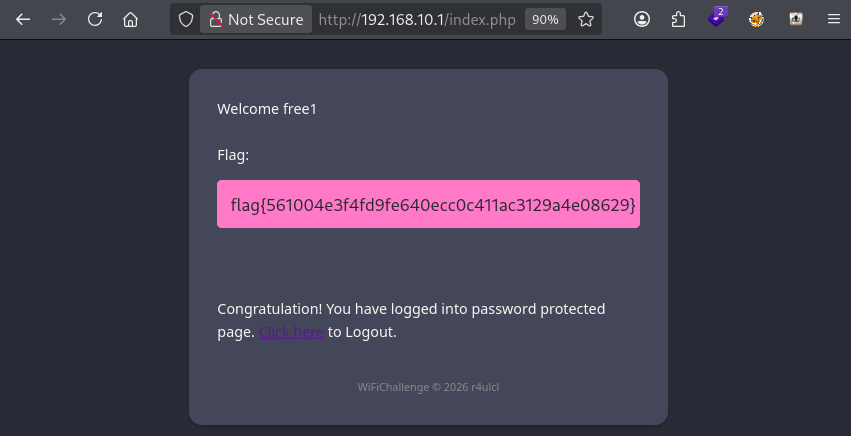 Not Secure http://192.168.10.1/index.php 90% 2
Welcome free1
Flag:
flag{561004e3f4fd9fe640ecc0c411ac3129a4e08629}
Congratulation! You have logged into password protected
page. Click here to Logout.
WiFiChallenge © 2026 r4ulcl